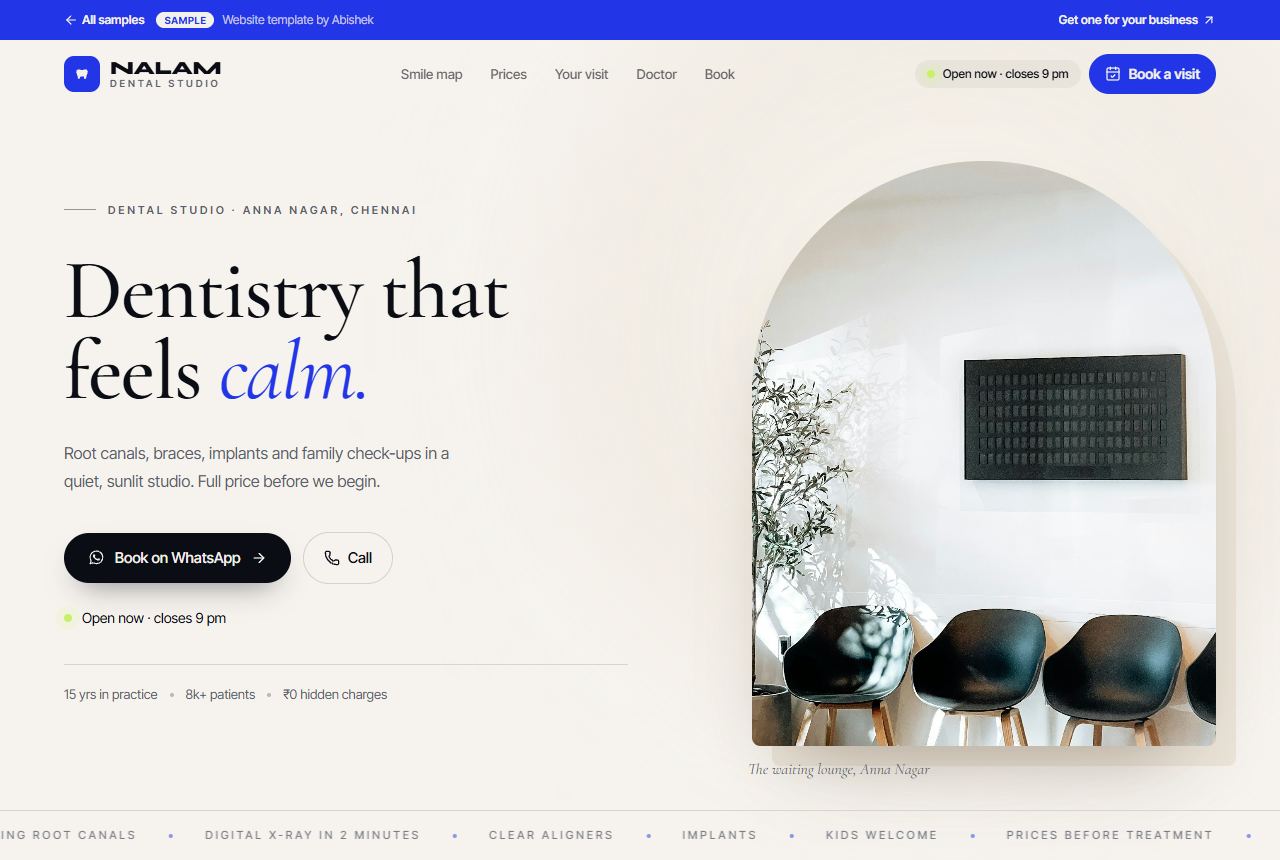 All samples SAMPLE Website template by Abishek Get one for your business
NALAM
DENTAL STUDIO
Smile map Prices Your visit Doctor Book Open now · closes 9 pm Book a visit
DENTAL STUDIO · ANNA NAGAR, CHENNAI
Dentistry that
feels calm.
Root canals, braces, implants and family check-ups in a
quiet, sunlit studio. Full price before we begin.
Book on WhatsApp Call
Open now · closes 9 pm
15 yrs in practice • 8k+ patients • ₹0 hidden charges
The waiting lounge, Anna Nagar
ING ROOT CANALS • DIGITAL X-RAY IN 2 MINUTES • CLEAR ALIGNERS • IMPLANTS • KIDS WELCOME • PRICES BEFORE TREATMENT •